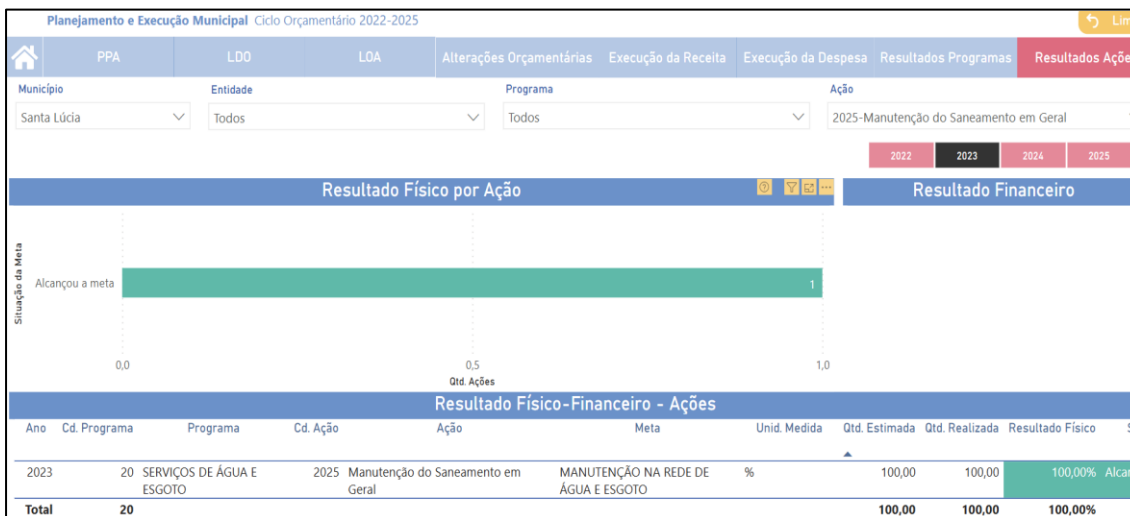 Planejamento e Execução Municipal Ciclo Orçamentário 2022-2025
Lim
PPA LDO LOA Alterações Orçamentárias Execução da Receita Execução da Despesa Resultados Programas Resultados Açõe
Município Entidade Programa Ação
Santa Lúcia Todos Todos 2025-Manutenção do Saneamento em Geral
2022 2023 2024 2025
Resultado Físico por Ação Resultado Financeiro
Situação da Meta
Alcançou a meta 1
0,0 0,5 1,0
Qtd. Ações
Resultado Físico-Financeiro - Ações
Ano Cd. Programa Programa Cd. Ação Ação Meta Unid. Medida Qtd. Estimada Qtd. Realizada Resultado Físico S
2023 20 SERVIÇOS DE ÁGUA E 2025 Manutenção do Saneamento em MANUTENÇÃO NA REDE DE % 100,00 100,00 100,00% Alcan
ESGOTO Geral ÁGUA E ESGOTO
Total 20 100,00 100,00 100,00%